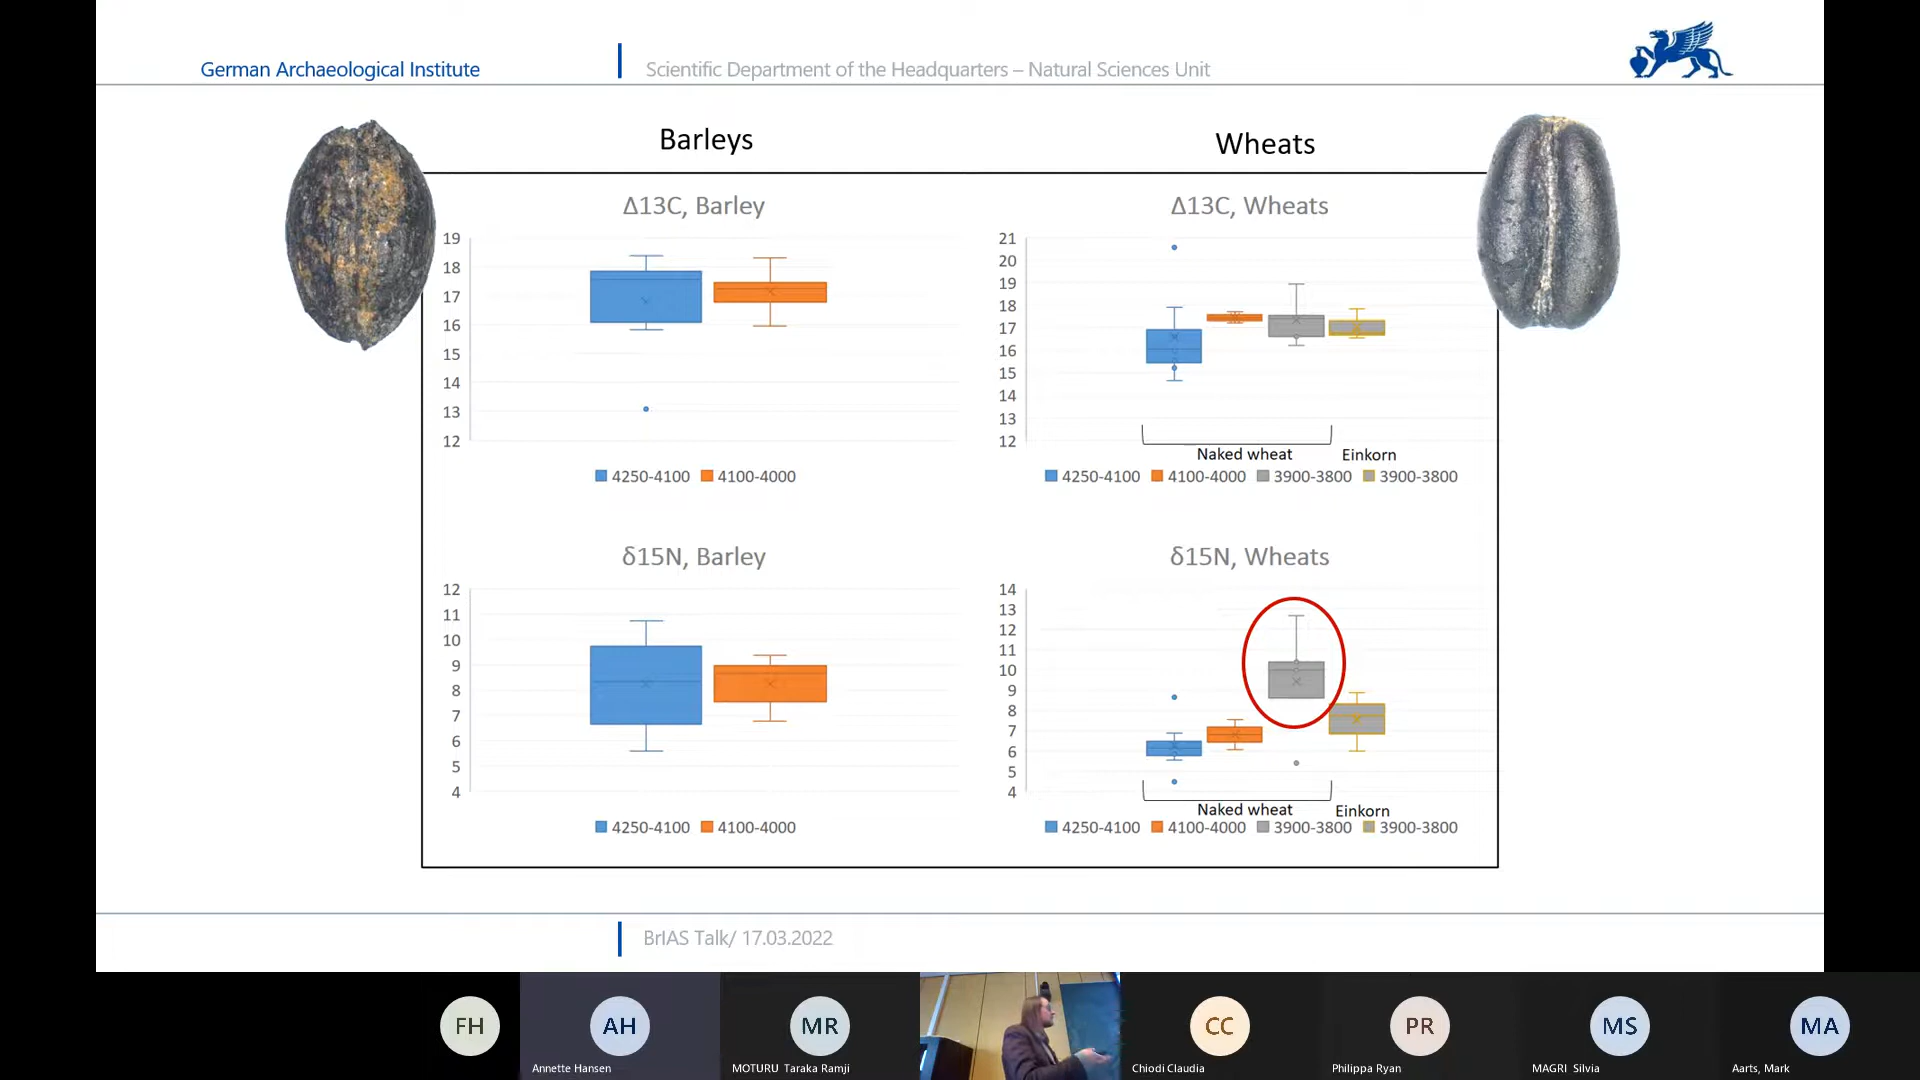 German Archaeological Institute
Scientific Department of the Headquarters – Natural Sciences Unit
Barleys
Wheats
Δ13C, Barley
19
18
17
16
15
14
13
12
4250-4100 4100-4000
Δ13C, Wheats
21
20
19
18
17
16
15
14
13
12
Naked wheat Einkorn
4250-4100 4100-4000 3900-3800 3900-3800
δ15N, Barley
12
11
10
9
8
7
6
5
4
4250-4100 4100-4000
δ15N, Wheats
14
13
12
11
10
9
8
7
6
5
4
Naked wheat Einkorn
4250-4100 4100-4000 3900-3800 3900-3800
BrIAS Talk/ 17.03.2022
FH
AH
Annette Hansen
MR
MOTURU Taraka Ramji
CC
Chiodi Claudia
PR
Philippa Ryan
MS
MAGRI Silvia
MA
Aarts, Mark